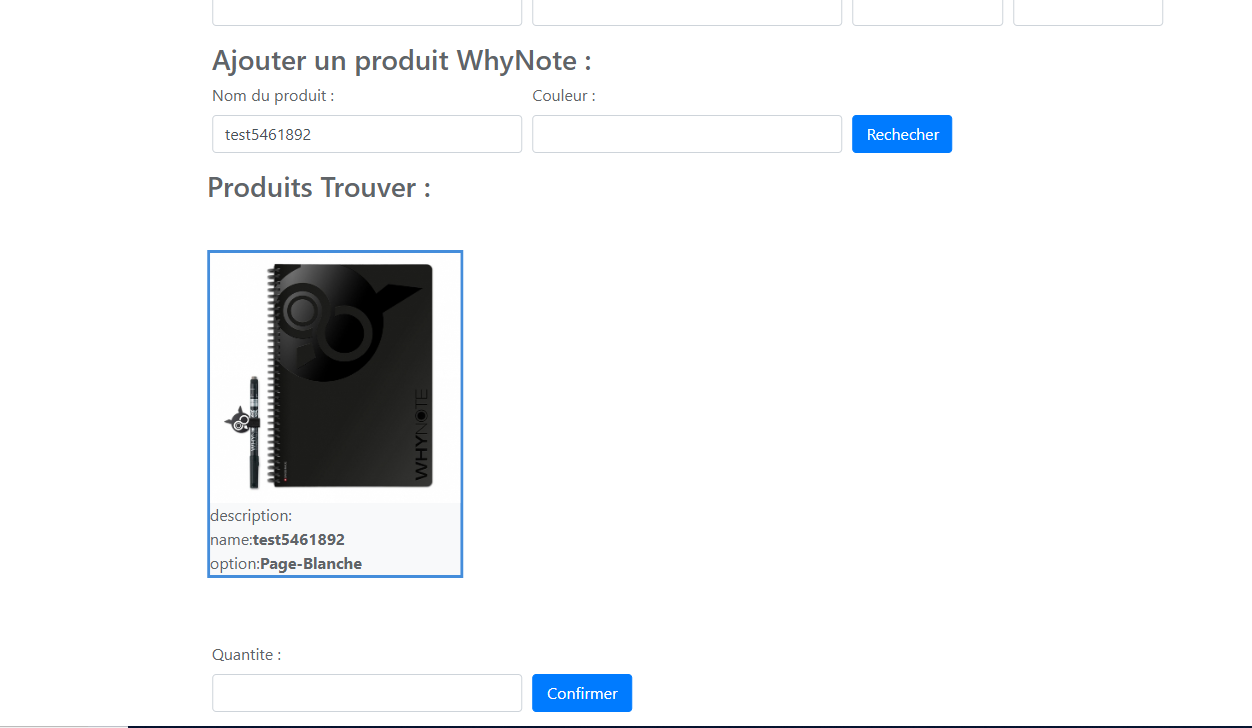 Ajouter un produit WhyNote :
Nom du produit : Couleur :
test5461892 Rechecher
Produits Trouver :
WHYNOTE
description:
name:test5461892
option:Page-Blanche
Quantite :
Confirmer